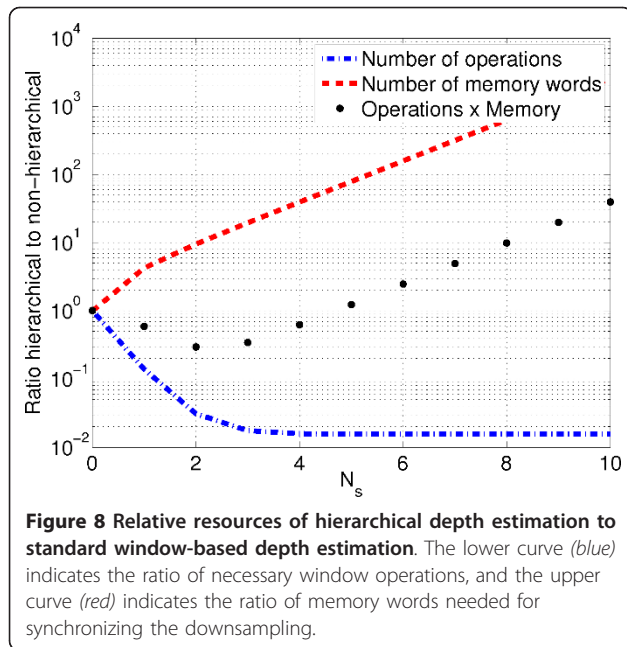 10^4
Number of operations
Number of memory words
Operations x Memory
10^3
10^2
10^1
10^0
10^-1
10^-2
Ratio hierarchical to non-hierarchical
0 2 4 6 8 10
N_s
Figure 8 Relative resources of hierarchical depth estimation to
standard window-based depth estimation. The lower curve (blue)
indicates the ratio of necessary window operations, and the upper
curve (red) indicates the ratio of memory words needed for
synchronizing the downsampling.